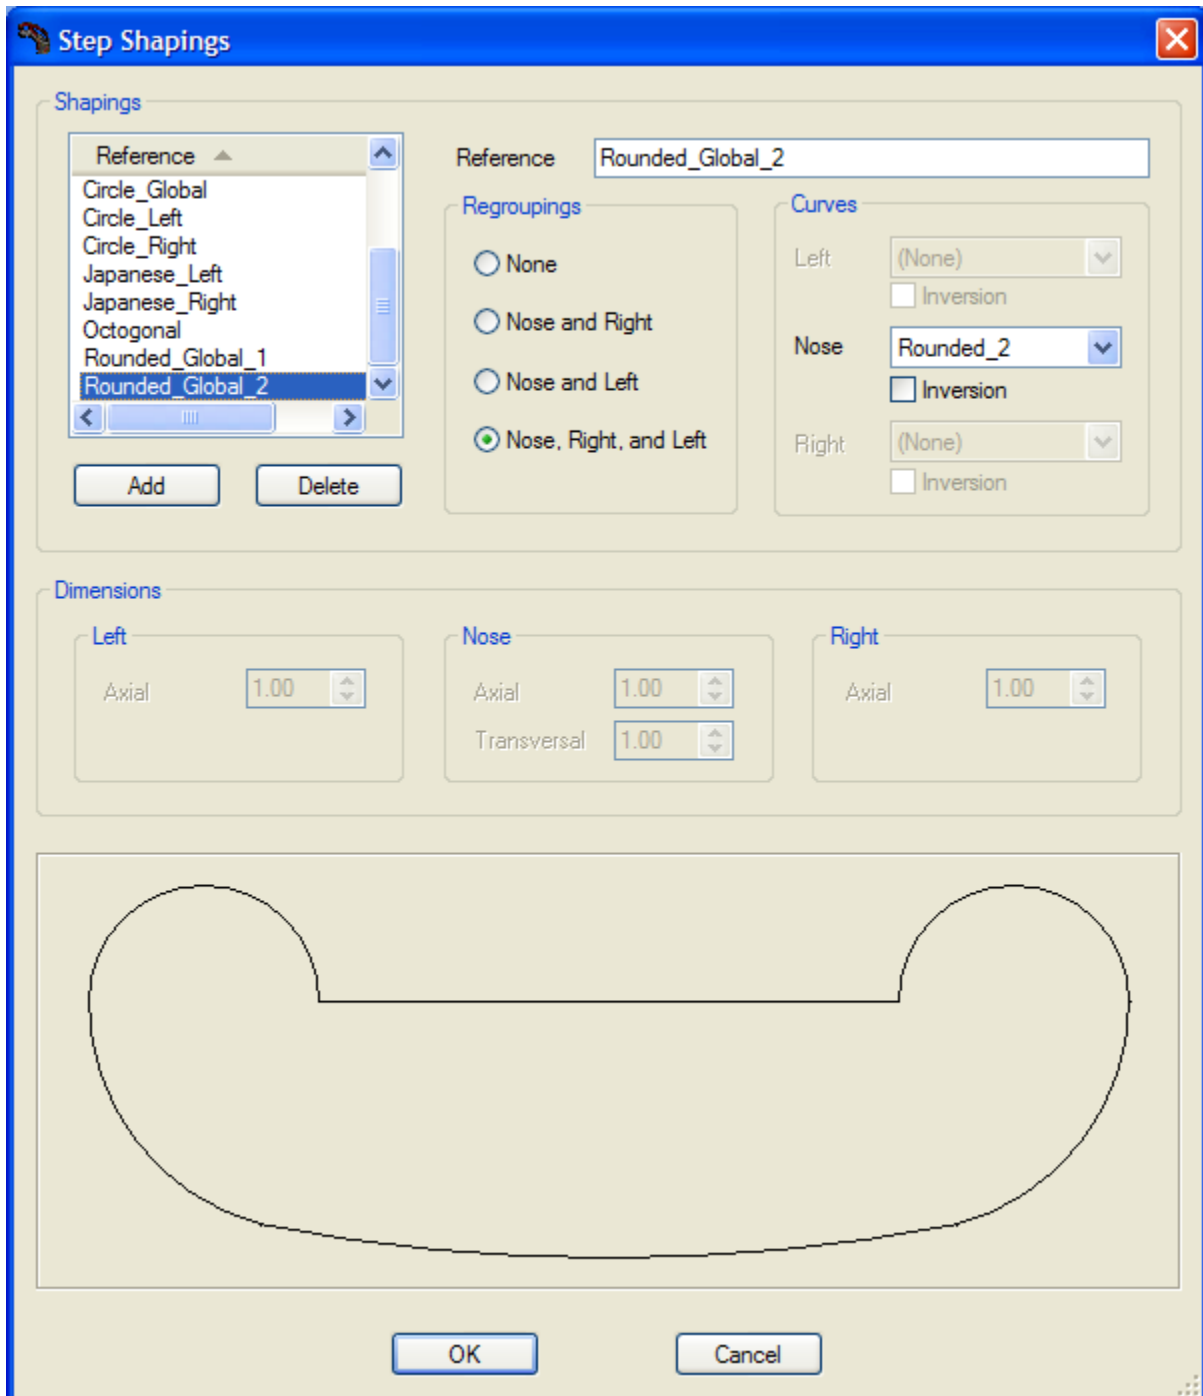 Step Shapings
Shapings
Reference
Circle_Global
Circle_Left
Circle_Right
Japanese_Left
Japanese_Right
Octogonal
Rounded_Global_1
Rounded_Global_2
Add
Delete
Reference
Rounded_Global_2
Regroupings
None
Nose and Right
Nose and Left
Nose, Right, and Left
Curves
Left
(None)
Inversion
Nose
Rounded_2
Inversion
Right
(None)
Inversion
Dimensions
Left
Axial
1.00
Nose
Axial
1.00
Transversal
1.00
Right
Axial
1.00
OK
Cancel